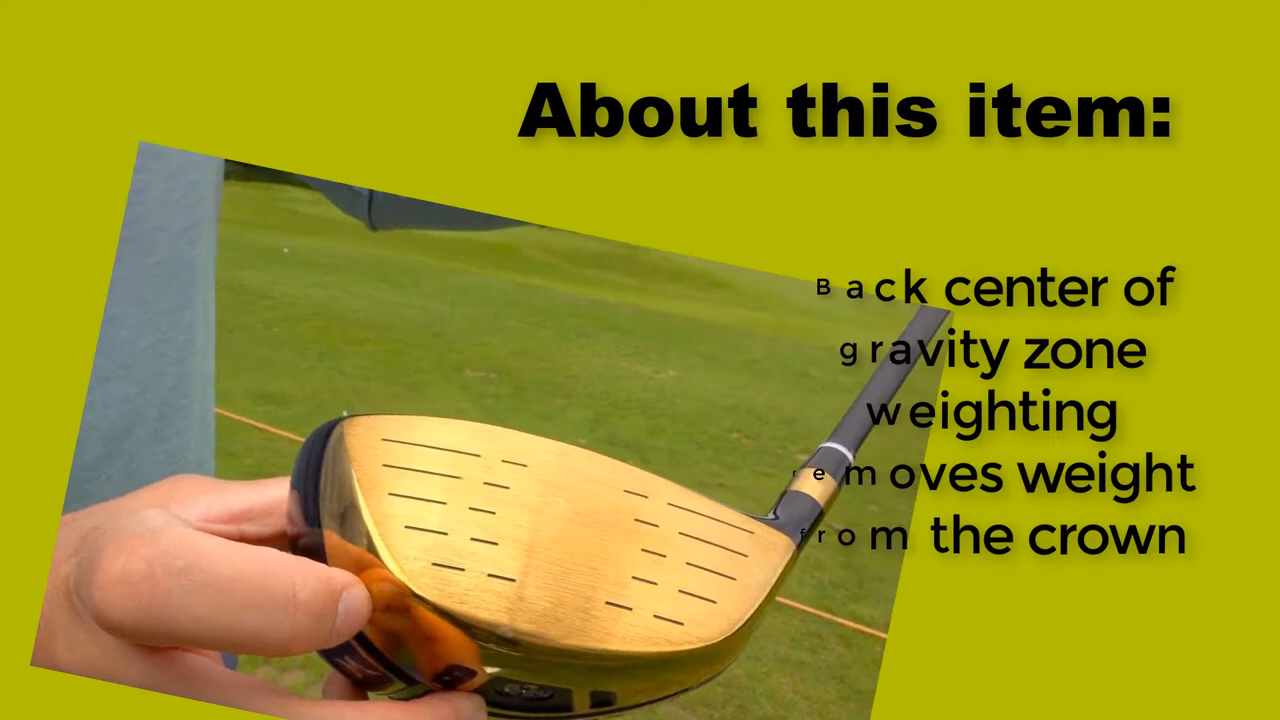 About this item:
Back center of
gravity zone
weighting
removes weight
from the crown